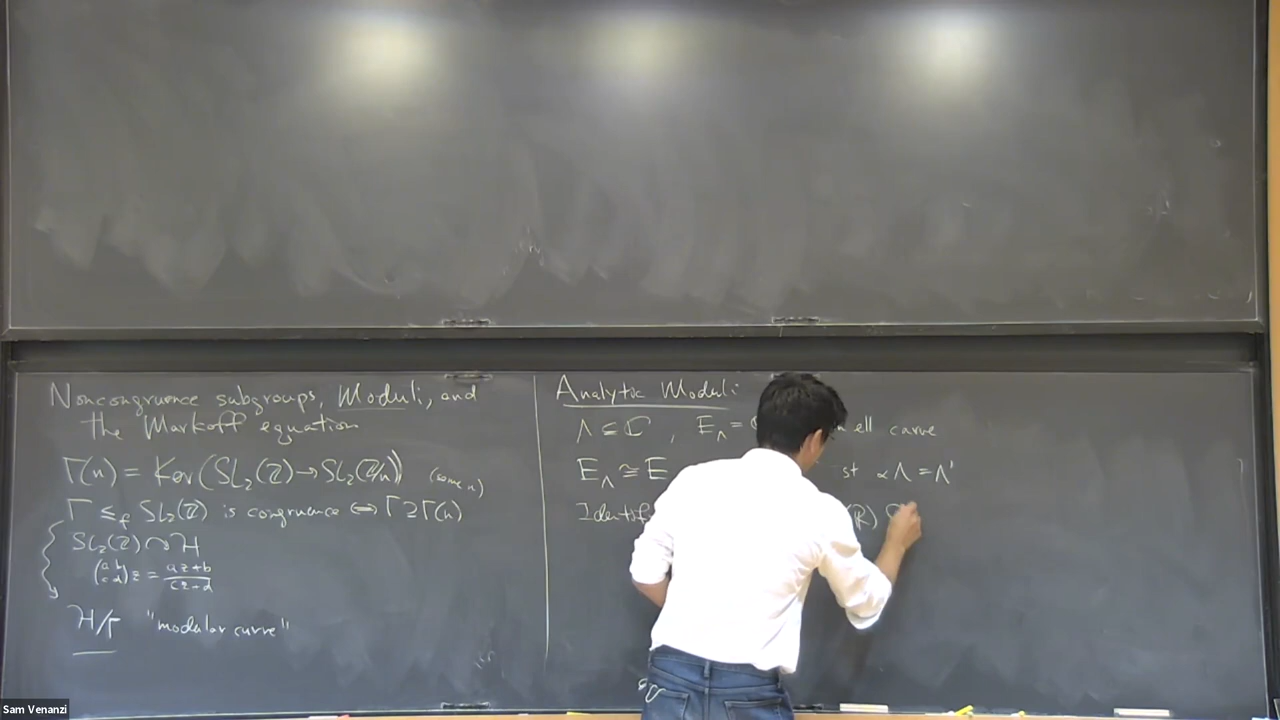 Noncongruence subgroups, Moduli, and
the Markoff equation
Γ(n) = Ker(SL₂(ℤ)→SL₂(ℤ/n)) (some n)
Γ ≤_f SL₂(ℤ) is congruence ⟺ Γ ⊇ Γ(n)
SL₂(ℤ) ↷ H
(a b; c d) z = (az+b)/(cz+d)
H/Γ "modular curve"
Analytic Moduli
Λ ⊆ ℂ, E_Λ = ell curve
E_Λ ≅ E st αΛ = Λ'
(ℝ)
Sam Venanzi